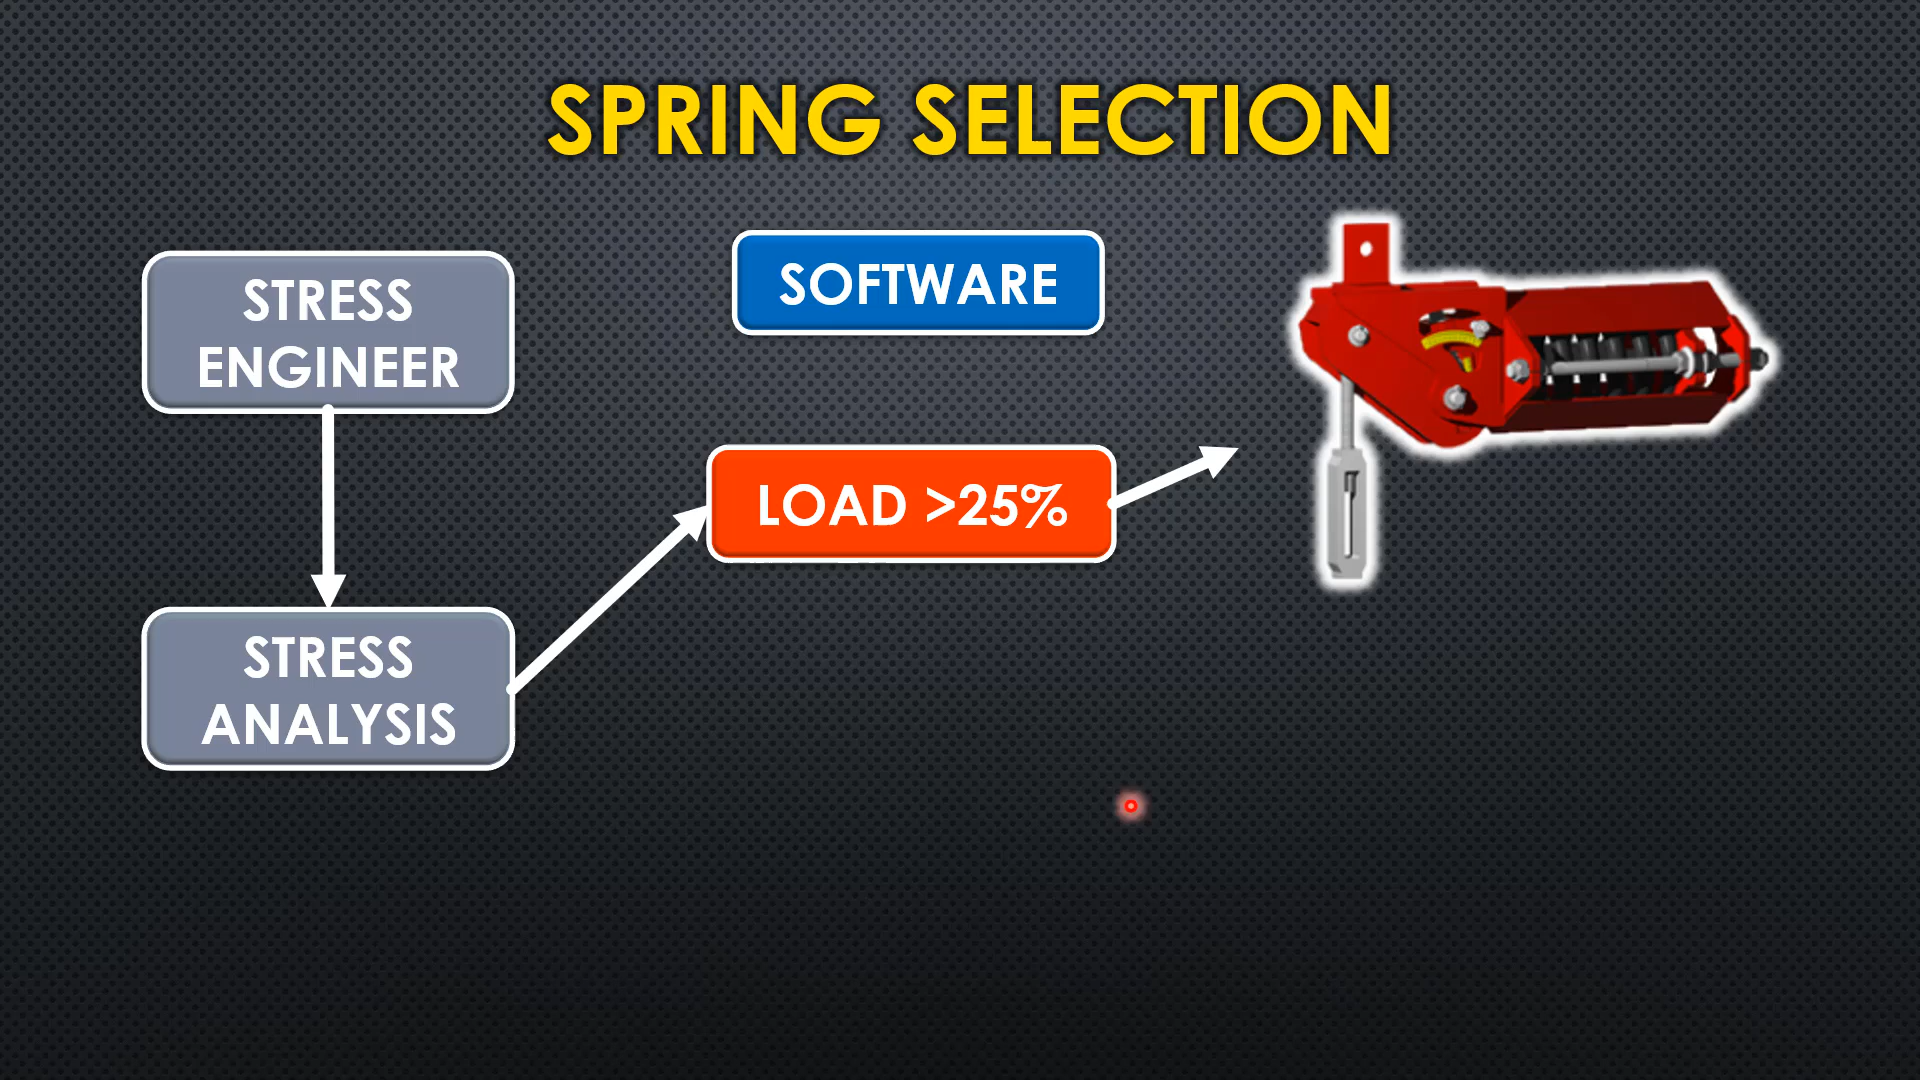 SPRING SELECTION
STRESS
ENGINEER
SOFTWARE
LOAD >25%
STRESS
ANALYSIS